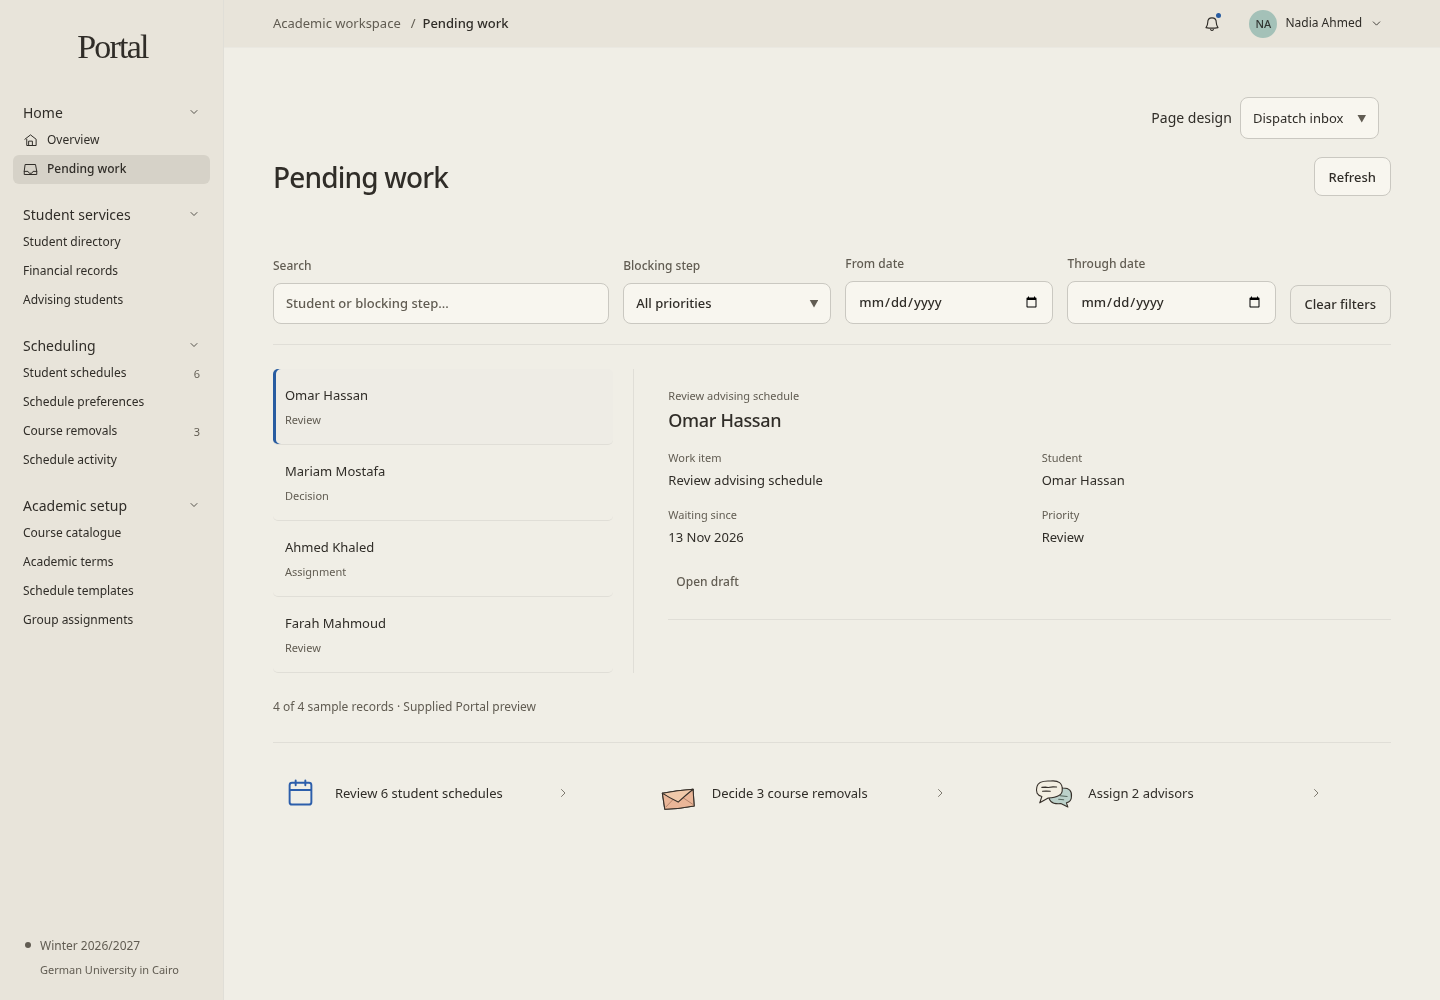 Portal
Home
Overview
Pending work
Student services
Student directory
Financial records
Advising students
Scheduling
Student schedules 6
Schedule preferences
Course removals 3
Schedule activity
Academic setup
Course catalogue
Academic terms
Schedule templates
Group assignments
Winter 2026/2027
German University in Cairo
Academic workspace / Pending work
NA Nadia Ahmed
Page design Dispatch inbox
Pending work
Refresh
Search
Student or blocking step...
Blocking step
All priorities
From date
mm/dd/yyyy
Through date
mm/dd/yyyy
Clear filters
Omar Hassan
Review
Mariam Mostafa
Decision
Ahmed Khaled
Assignment
Farah Mahmoud
Review
Review advising schedule
Omar Hassan
Work item
Review advising schedule
Student
Omar Hassan
Waiting since
13 Nov 2026
Priority
Review
Open draft
4 of 4 sample records · Supplied Portal preview
Review 6 student schedules
Decide 3 course removals
Assign 2 advisors